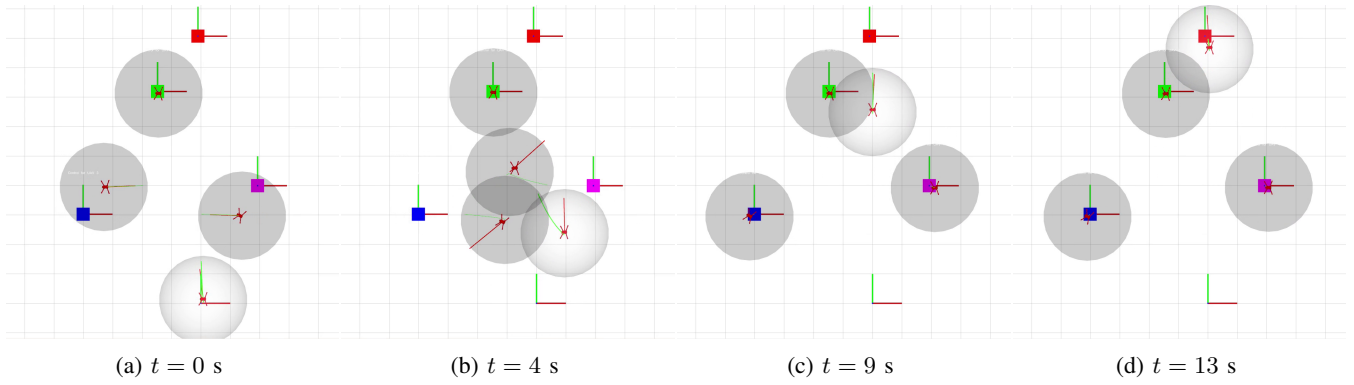 (a) t = 0 s
(b) t = 4 s
(c) t = 9 s
(d) t = 13 s